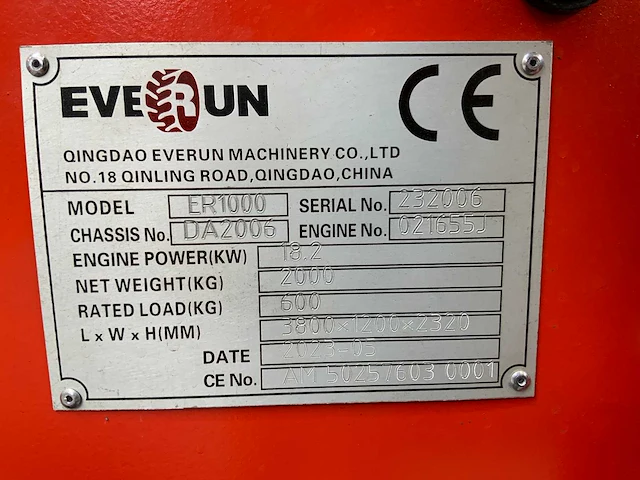 EVERUN CE
QINGDAO EVERUN MACHINERY CO.,LTD
NO.18 QINLING ROAD,QINGDAO,CHINA
MODEL ER1000 SERIAL No. 232006
CHASSIS No. DA2006 ENGINE No. 021655J
ENGINE POWER(KW) 18.2
NET WEIGHT(KG) 2000
RATED LOAD(KG) 600
L x W x H(MM) 3800×1200×2320
DATE 2023-05
CE No. AM 50257603 0001